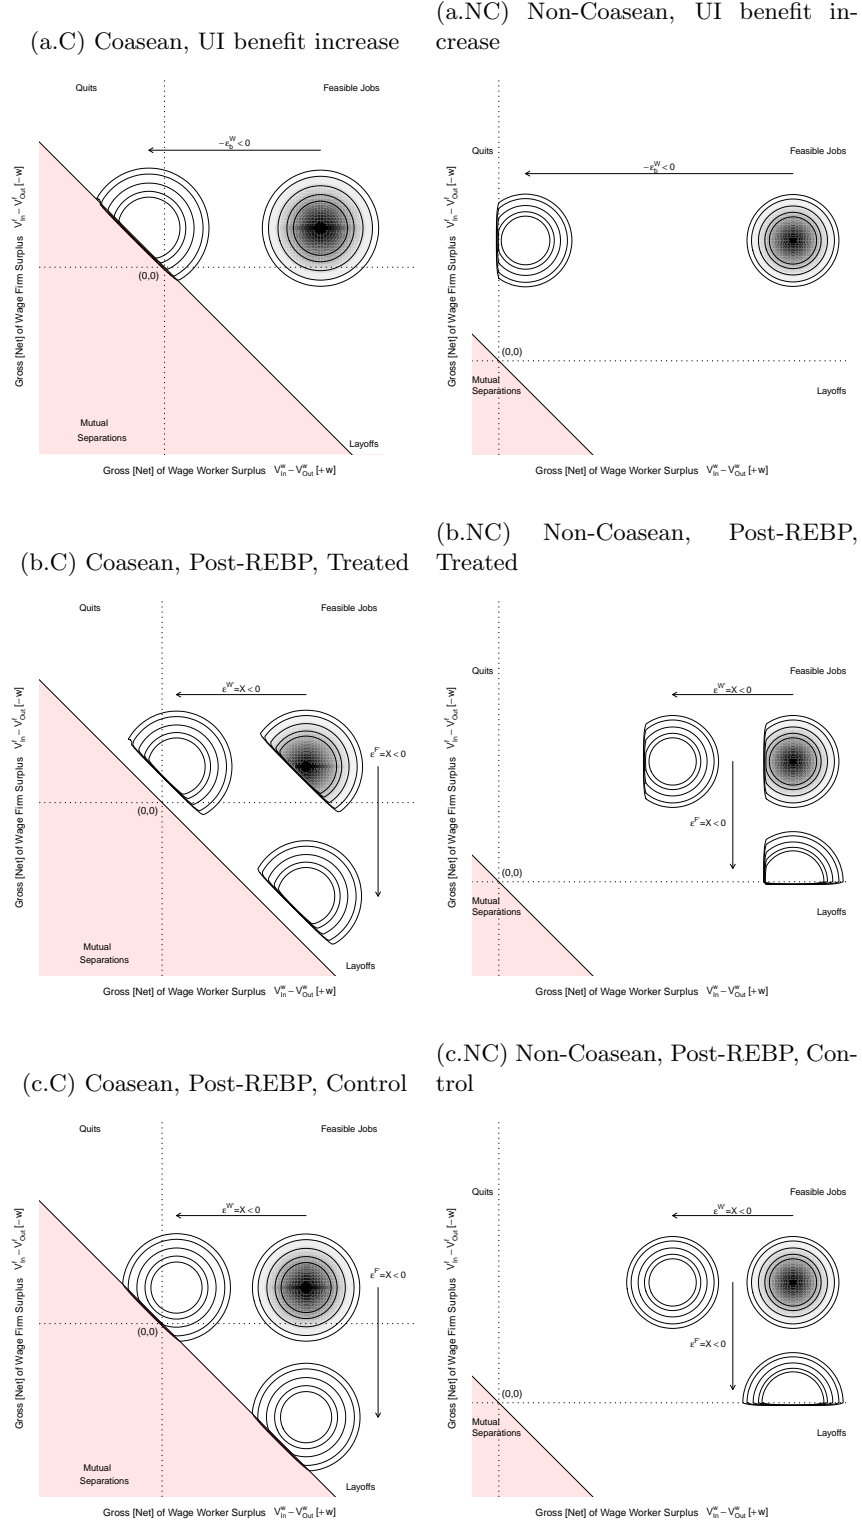 (a.C) Coasean, UI benefit increase
Quits
Feasible Jobs
−ε_b^W < 0
(0,0)
Mutual
Separations
Layoffs
Gross [Net] of Wage Firm Surplus V_In^f − V_Out^f [−w]
Gross [Net] of Wage Worker Surplus V_In^w − V_Out^w [+w]
(a.NC) Non-Coasean, UI benefit in-
crease
Quits
Feasible Jobs
−ε_b^W < 0
(0,0)
Mutual
Separations
Layoffs
Gross [Net] of Wage Firm Surplus V_In^f − V_Out^f [−w]
Gross [Net] of Wage Worker Surplus V_In^w − V_Out^w [+w]
(b.C) Coasean, Post-REBP, Treated
Quits
Feasible Jobs
ε^W'=X < 0
ε^F'=X < 0
(0,0)
Mutual
Separations
Layoffs
Gross [Net] of Wage Firm Surplus V_In^f − V_Out^f [−w]
Gross [Net] of Wage Worker Surplus V_In^w − V_Out^w [+w]
(b.NC) Non-Coasean, Post-REBP,
Treated
Quits
Feasible Jobs
ε^W'=X < 0
ε^F'=X < 0
(0,0)
Mutual
Separations
Layoffs
Gross [Net] of Wage Firm Surplus V_In^f − V_Out^f [−w]
Gross [Net] of Wage Worker Surplus V_In^w − V_Out^w [+w]
(c.C) Coasean, Post-REBP, Control
Quits
Feasible Jobs
ε^W'=X < 0
ε^F'=X < 0
(0,0)
Mutual
Separations
Layoffs
Gross [Net] of Wage Firm Surplus V_In^f − V_Out^f [−w]
Gross [Net] of Wage Worker Surplus V_In^w − V_Out^w [+w]
(c.NC) Non-Coasean, Post-REBP, Con-
trol
Quits
Feasible Jobs
ε^W'=X < 0
ε^F'=X < 0
(0,0)
Mutual
Separations
Layoffs
Gross [Net] of Wage Firm Surplus V_In^f − V_Out^f [−w]
Gross [Net] of Wage Worker Surplus V_In^w − V_Out^w [+w]